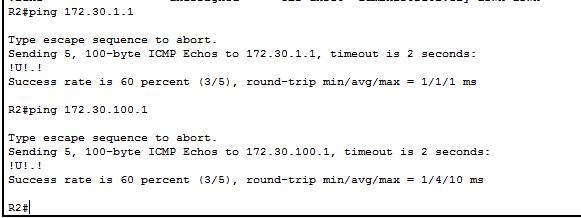 R2#ping 172.30.1.1
Type escape sequence to abort.
Sending 5, 100-byte ICMP Echos to 172.30.1.1, timeout is 2 seconds:
!U!.!
Success rate is 60 percent (3/5), round-trip min/avg/max = 1/1/1 ms
R2#ping 172.30.100.1
Type escape sequence to abort.
Sending 5, 100-byte ICMP Echos to 172.30.100.1, timeout is 2 seconds:
!U!.!
Success rate is 60 percent (3/5), round-trip min/avg/max = 1/4/10 ms
R2#